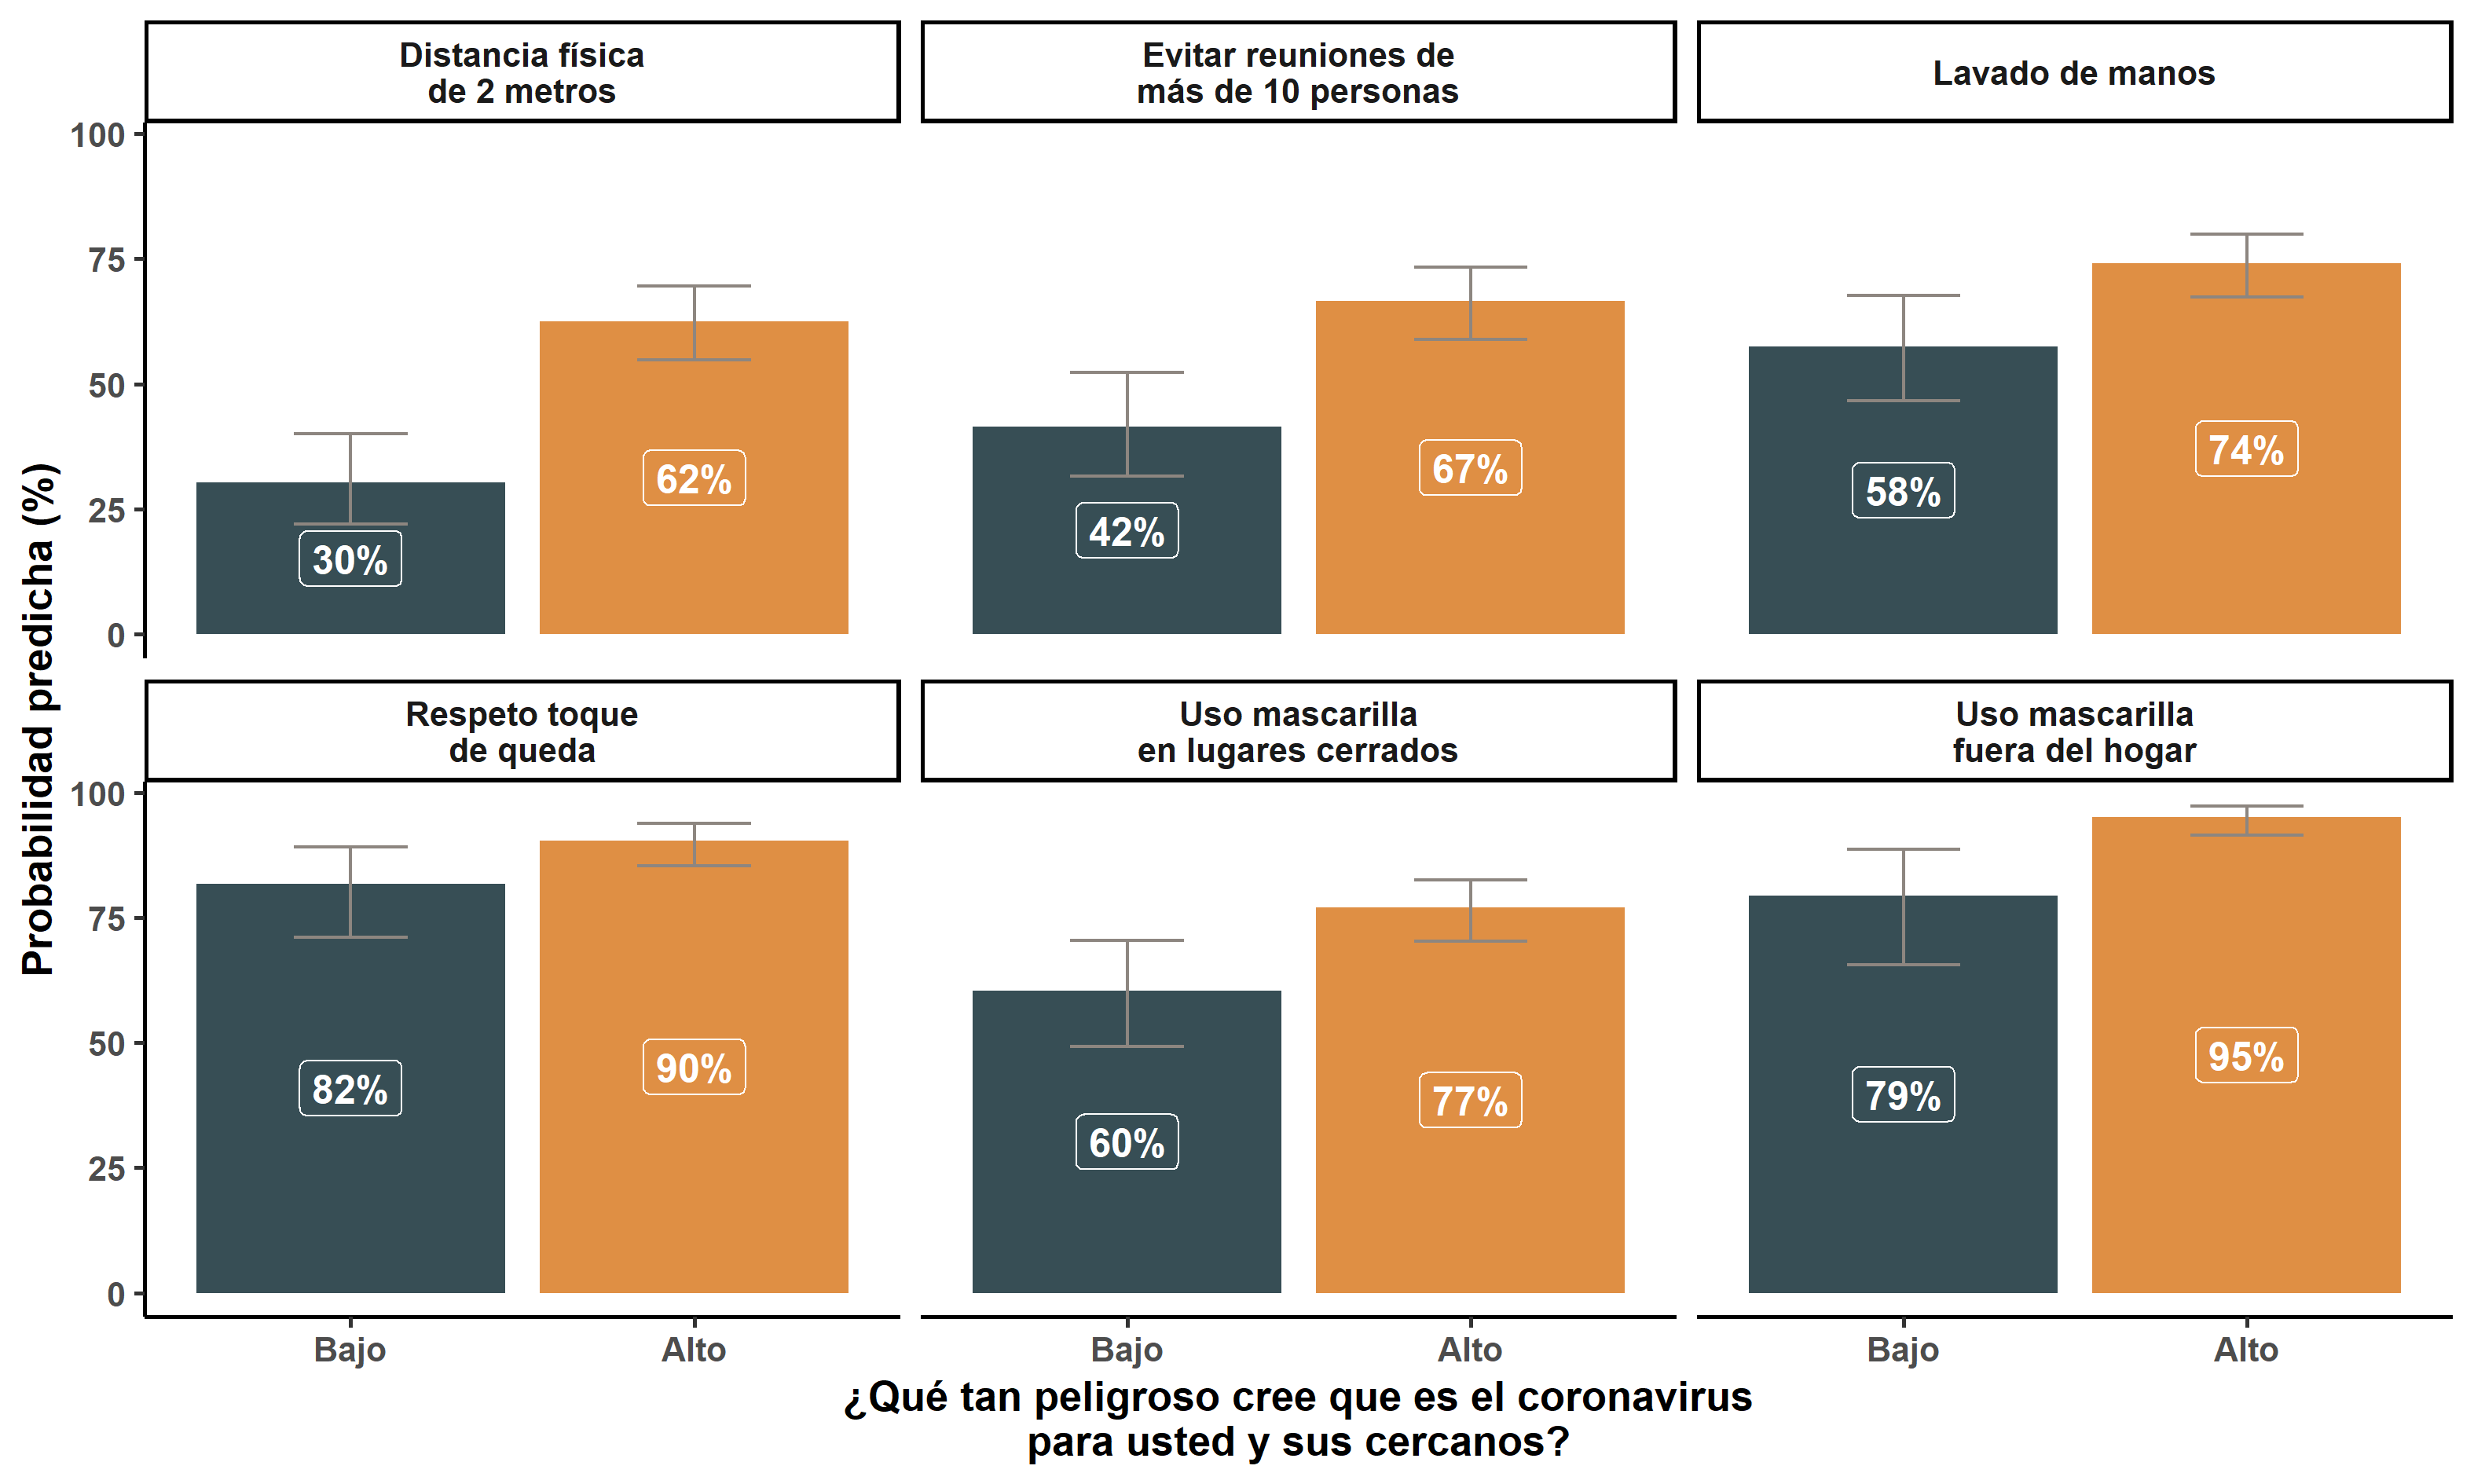 Distancia física
de 2 metros
Evitar reuniones de
más de 10 personas
Lavado de manos
Probabilidad predicha (%)
100
75
50
25
0
30%
62%
42%
67%
58%
74%
Respeto toque
de queda
Uso mascarilla
en lugares cerrados
Uso mascarilla
fuera del hogar
100
75
50
25
0
82%
90%
60%
77%
79%
95%
Bajo
Alto
Bajo
Alto
Bajo
Alto
¿Qué tan peligroso cree que es el coronavirus
para usted y sus cercanos?